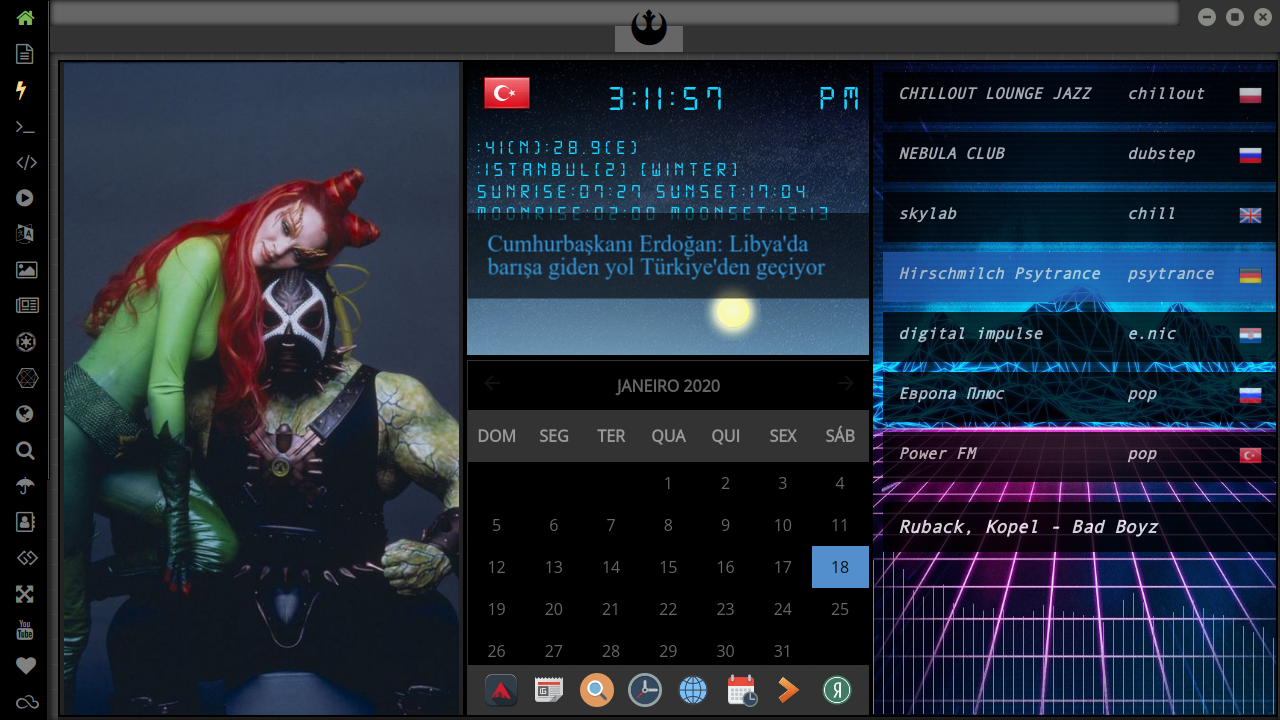 3:11:57 PM
:41(N):28.9(E)
:ISTANBUL(2) (WINTER)
SUNRISE:07:27 SUNSET:17:04
MOONRISE:02:00 MOONSET:12:13
Cumhurbaşkanı Erdoğan: Libya'da
barışa giden yol Türkiye'den geçiyor
JANEIRO 2020
DOM SEG TER QUA QUI SEX SÁB
1 2 3 4
5 6 7 8 9 10 11
12 13 14 15 16 17 18
19 20 21 22 23 24 25
26 27 28 29 30 31
CHILLOUT LOUNGE JAZZ chillout
NEBULA CLUB dubstep
skylab chill
Hirschmilch Psytrance psytrance
digital impulse e.nic
Европа Плюс pop
Power FM pop
Ruback, Kopel - Bad Boyz
You
Tube
Я